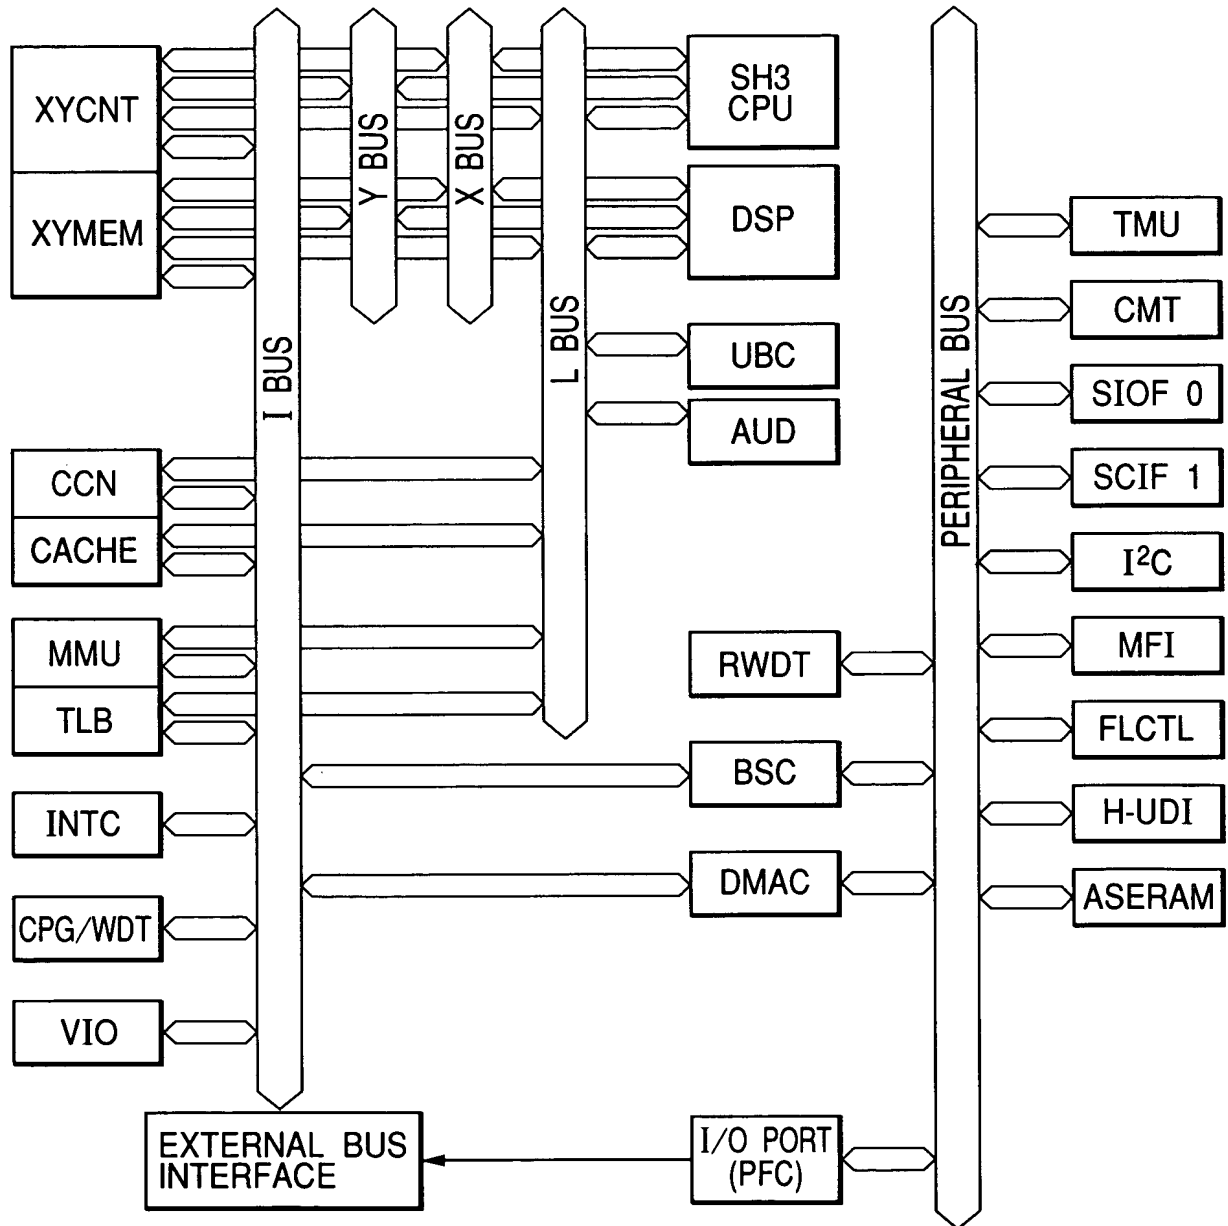 XYCNT
XYMEM
CCN
CACHE
MMU
TLB
INTC
CPG/WDT
VIO
I BUS
Y BUS
X BUS
L BUS
SH3
CPU
DSP
UBC
AUD
RWDT
BSC
DMAC
EXTERNAL BUS
INTERFACE
I/O PORT
(PFC)
PERIPHERAL BUS
TMU
CMT
SIOF 0
SCIF 1
I²C
MFI
FLCTL
H-UDI
ASERAM